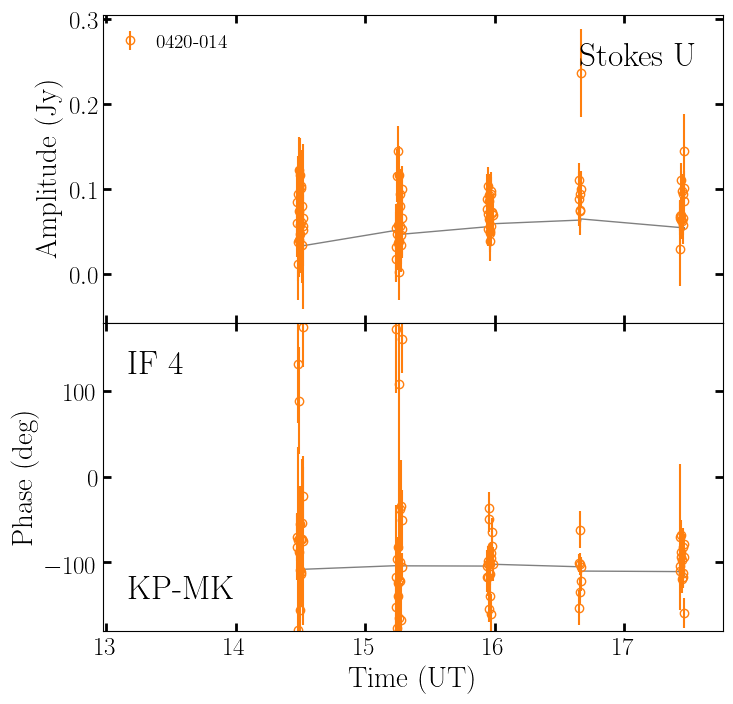 0420-014
Stokes U
Amplitude (Jy)
0.3
0.2
0.1
0.0
IF 4
Phase (deg)
100
0
−100
KP-MK
13 14 15 16 17
Time (UT)